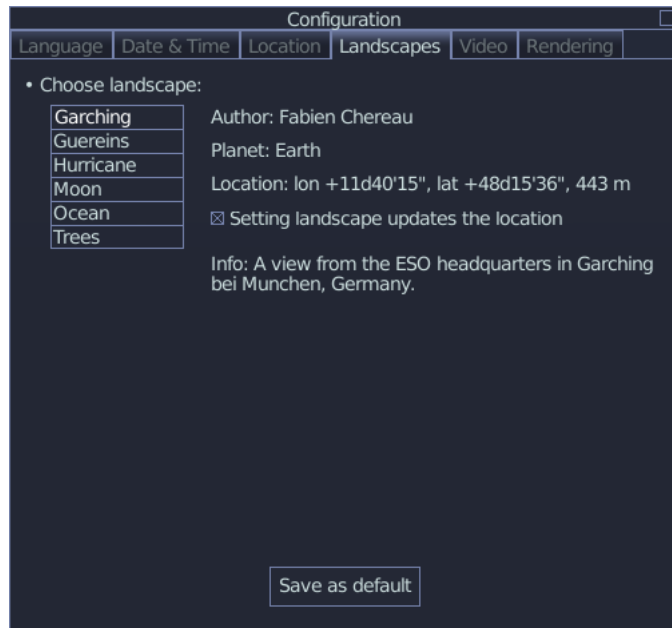 Configuration
Language Date & Time Location Landscapes Video Rendering
• Choose landscape:
Garching
Guereins
Hurricane
Moon
Ocean
Trees
Author: Fabien Chereau
Planet: Earth
Location: lon +11d40'15", lat +48d15'36", 443 m
Setting landscape updates the location
Info: A view from the ESO headquarters in Garching
bei Munchen, Germany.
Save as default